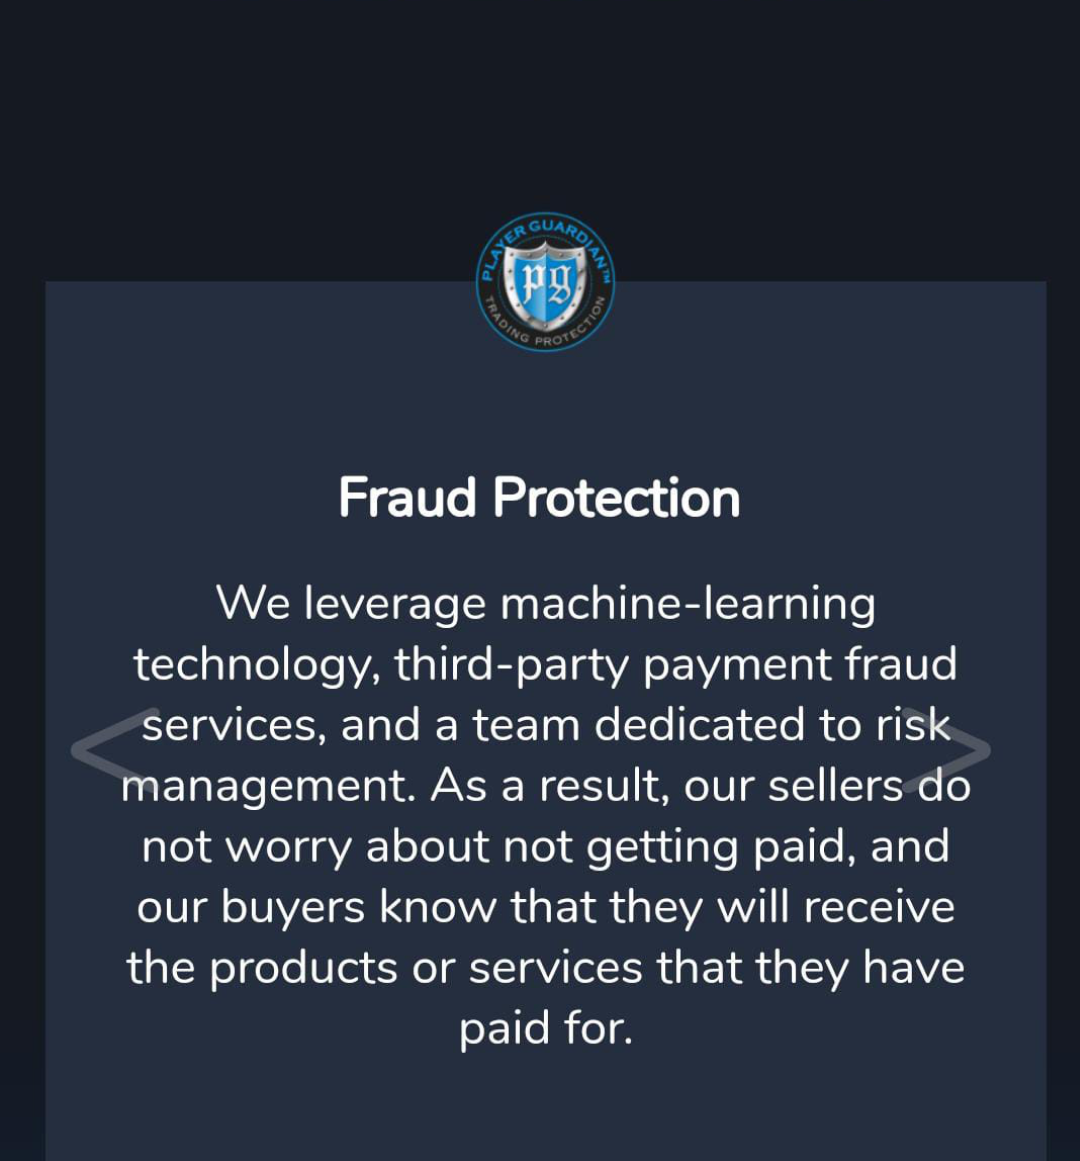 PLAYER GUARDIAN™
pg
TRADING PROTECTION
Fraud Protection
We leverage machine-learning
technology, third-party payment fraud
services, and a team dedicated to risk
management. As a result, our sellers do
not worry about not getting paid, and
our buyers know that they will receive
the products or services that they have
paid for.